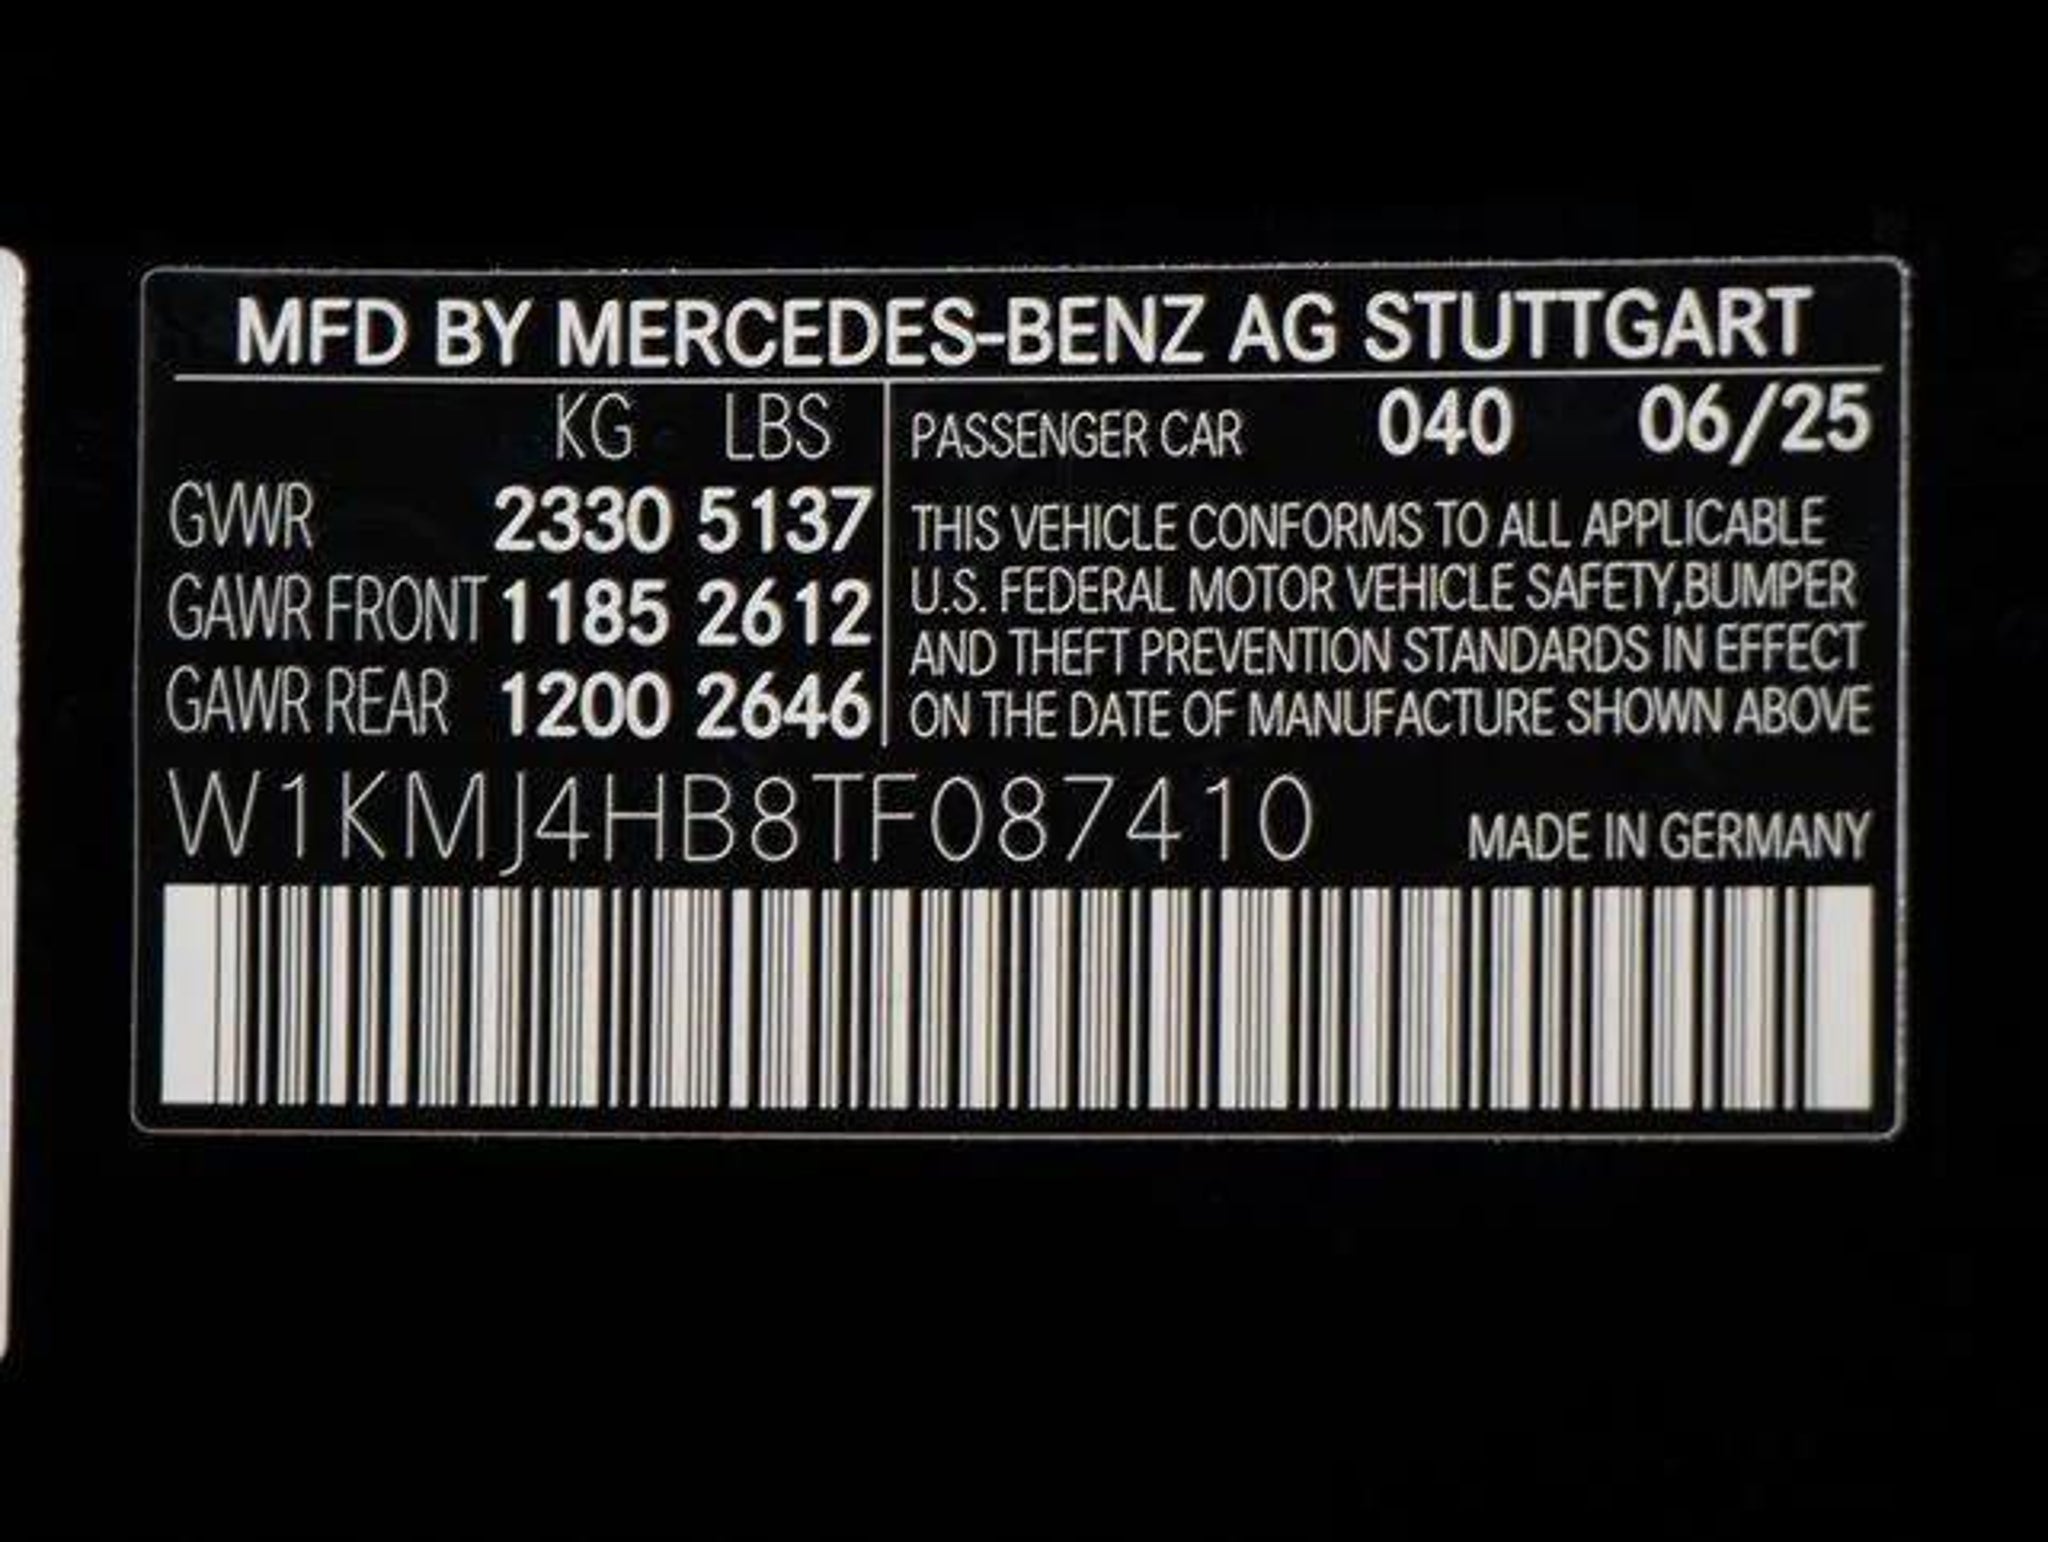 MFD BY MERCEDES-BENZ AG STUTTGART
KG LBS
GVWR 2330 5137
GAWR FRONT 1185 2612
GAWR REAR 1200 2646
PASSENGER CAR 040 06/25
THIS VEHICLE CONFORMS TO ALL APPLICABLE
U.S. FEDERAL MOTOR VEHICLE SAFETY,BUMPER
AND THEFT PREVENTION STANDARDS IN EFFECT
ON THE DATE OF MANUFACTURE SHOWN ABOVE
W1KMJ4HB8TF087410
MADE IN GERMANY